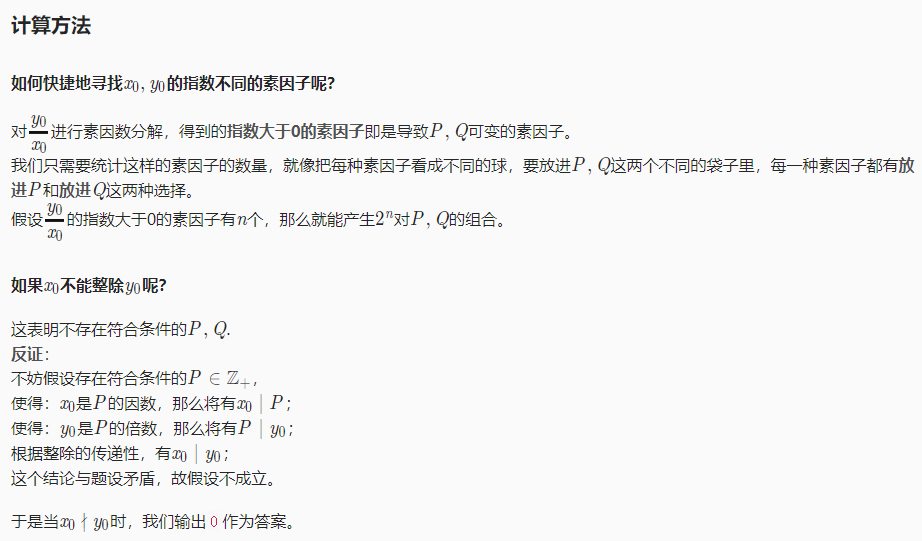 计算方法
如何快捷地寻找$x_0, y_0$的指数不同的素因子呢？
对$\frac{y_0}{x_0}$进行素因数分解，得到的指数大于0的素因子即是导致$P, Q$可变的素因子。
我们只需要统计这样的素因子的数量，就像把每种素因子看成不同的球，要放进$P, Q$这两个不同的袋子里，每一种素因子都有放
进$P$和放进$Q$这两种选择。
假设$\frac{y_0}{x_0}$的指数大于0的素因子有$n$个，那么就能产生$2^n$对$P, Q$的组合。
如果$x_0$不能整除$y_0$呢？
这表明不存在符合条件的$P, Q$.
反证：
不妨假设存在符合条件的$P \in \mathbb{Z}_+$，
使得：$x_0$是$P$的因数，那么将有$x_0 \mid P$；
使得：$y_0$是$P$的倍数，那么将有$P \mid y_0$；
根据整除的传递性，有$x_0 \mid y_0$；
这个结论与题设矛盾，故假设不成立。
于是当$x_0 \nmid y_0$时，我们输出 0 作为答案。